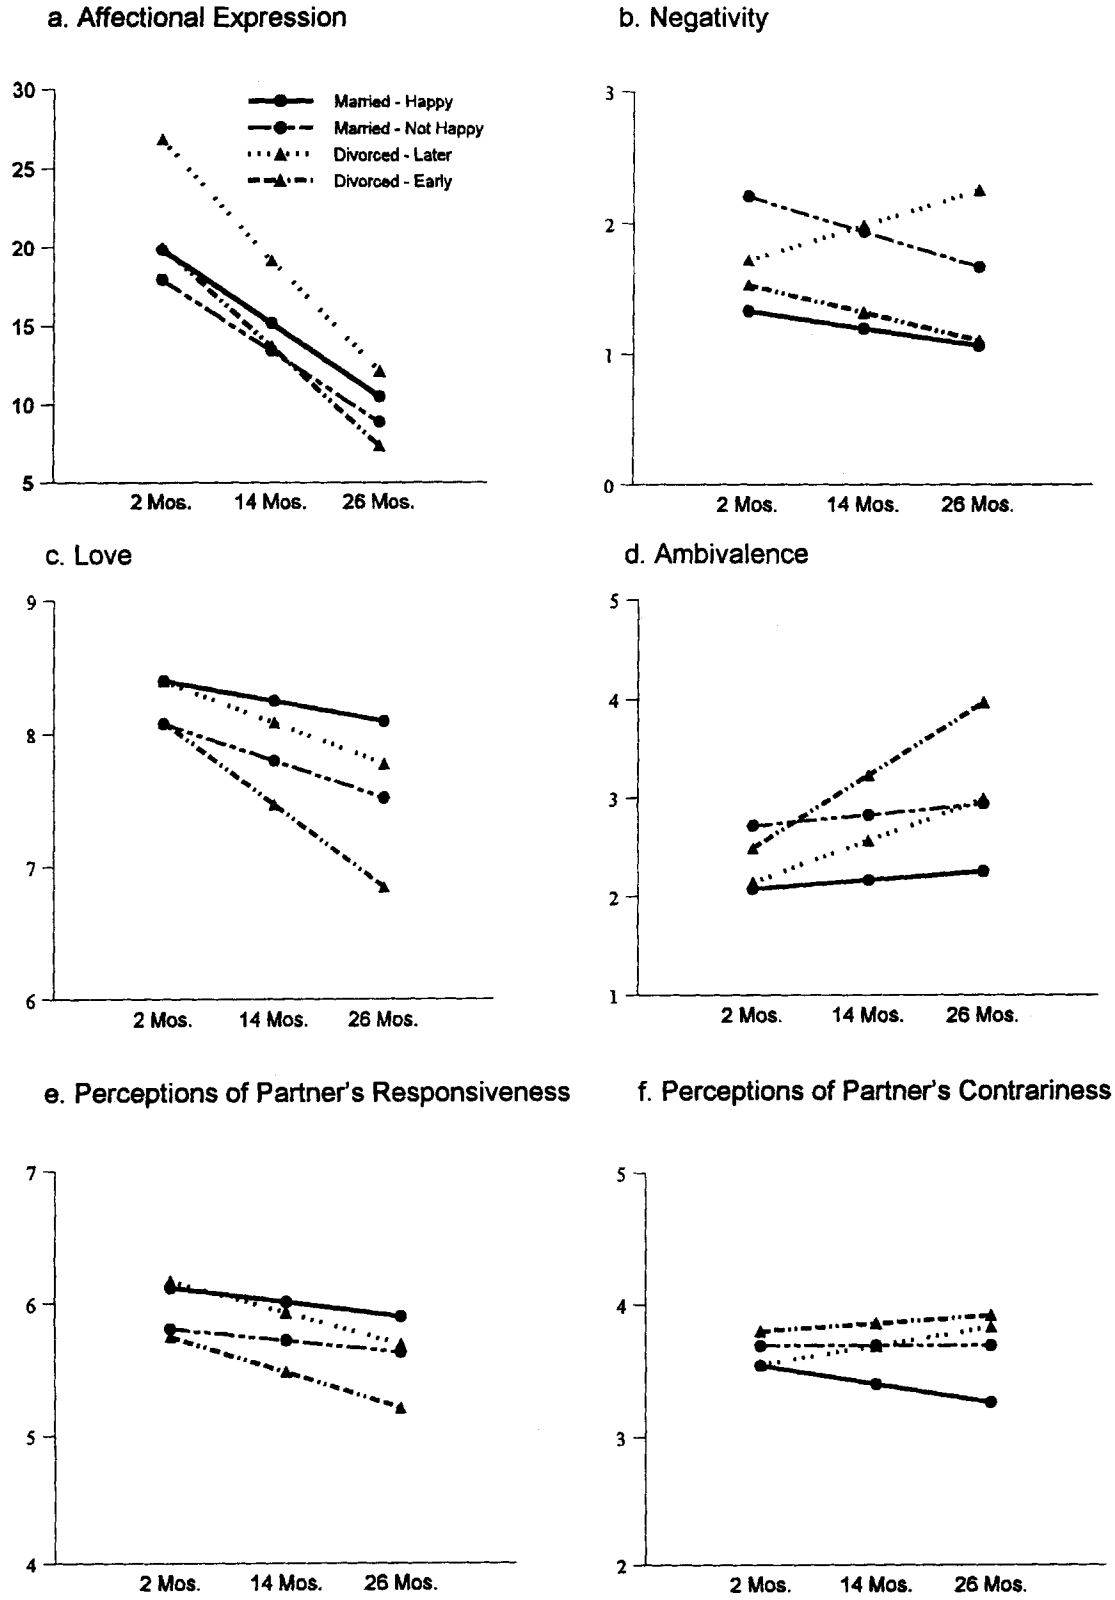 a. Affectional Expression
30
25
20
15
10
5
Married - Happy
Married - Not Happy
Divorced - Later
Divorced - Early
2 Mos. 14 Mos. 26 Mos.
b. Negativity
3
2
1
0
2 Mos. 14 Mos. 26 Mos.
c. Love
9
8
7
6
2 Mos. 14 Mos. 26 Mos.
d. Ambivalence
5
4
3
2
1
2 Mos. 14 Mos. 26 Mos.
e. Perceptions of Partner's Responsiveness
7
6
5
4
2 Mos. 14 Mos. 26 Mos.
f. Perceptions of Partner's Contrariness
5
4
3
2
2 Mos. 14 Mos. 26 Mos.